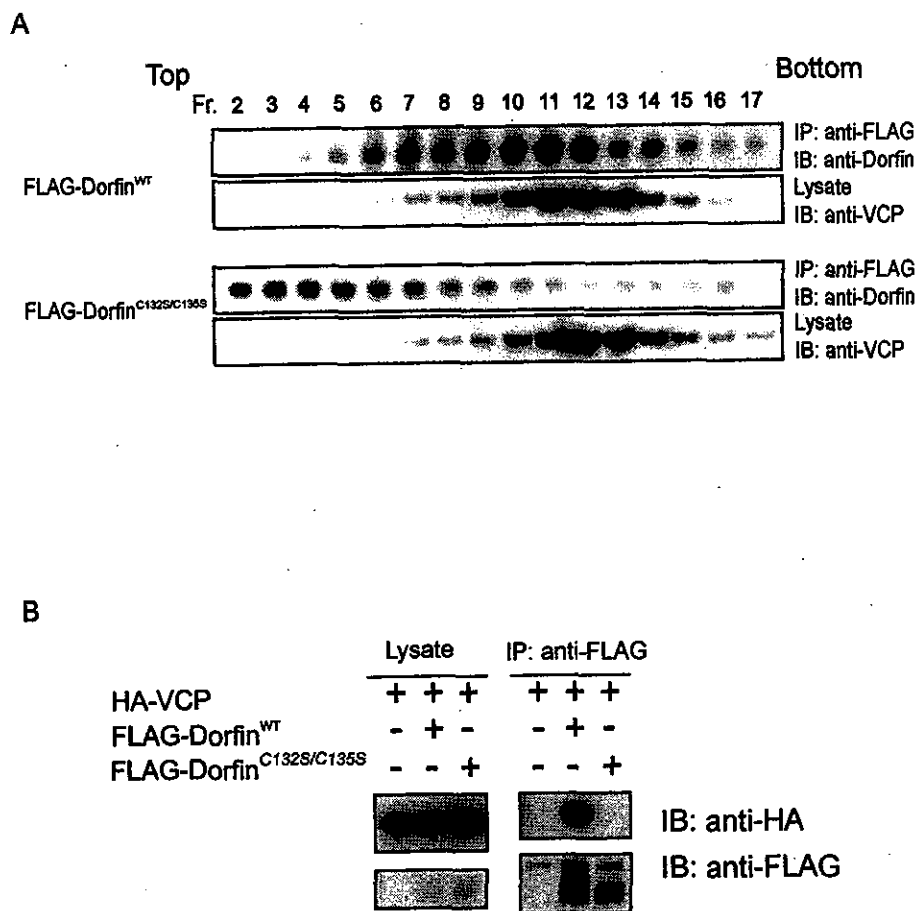 A
Top
Bottom
Fr. 2 3 4 5 6 7 8 9 10 11 12 13 14 15 16 17
FLAG-Dorfin^WT
IP: anti-FLAG
IB: anti-Dorfin
Lysate
IB: anti-VCP
FLAG-Dorfin^C132S/C135S
IP: anti-FLAG
IB: anti-Dorfin
Lysate
IB: anti-VCP
B
Lysate IP: anti-FLAG
HA-VCP + + + + + +
FLAG-Dorfin^WT - + - - + -
FLAG-Dorfin^C132S/C135S - - + - - +
IB: anti-HA
IB: anti-FLAG